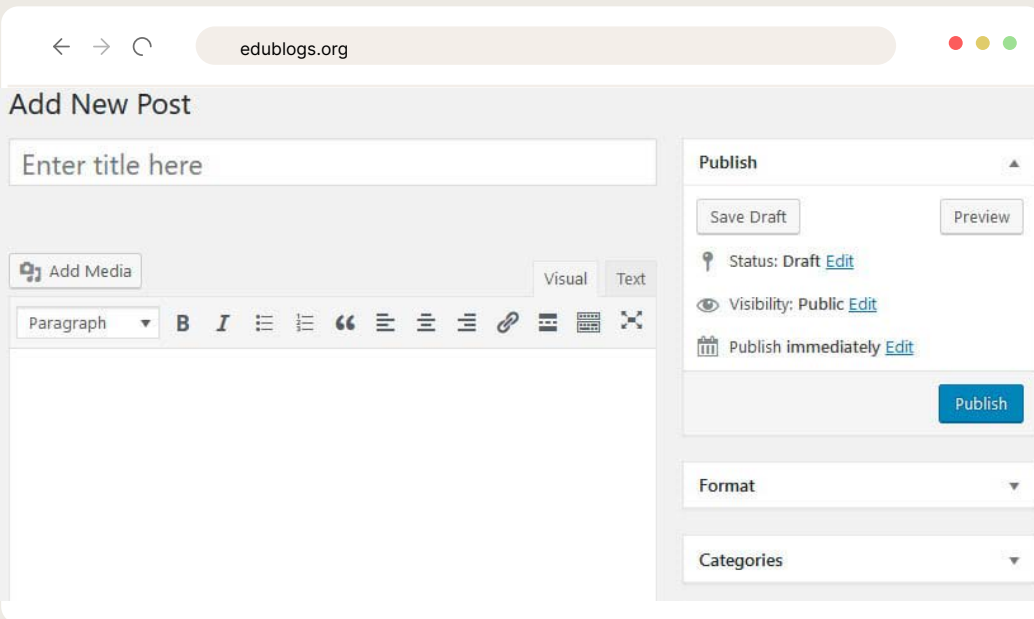 edublogs.org
Add New Post
Enter title here
Add Media
Visual
Text
Paragraph
Publish
Save Draft
Preview
Status: Draft Edit
Visibility: Public Edit
Publish immediately Edit
Publish
Format
Categories